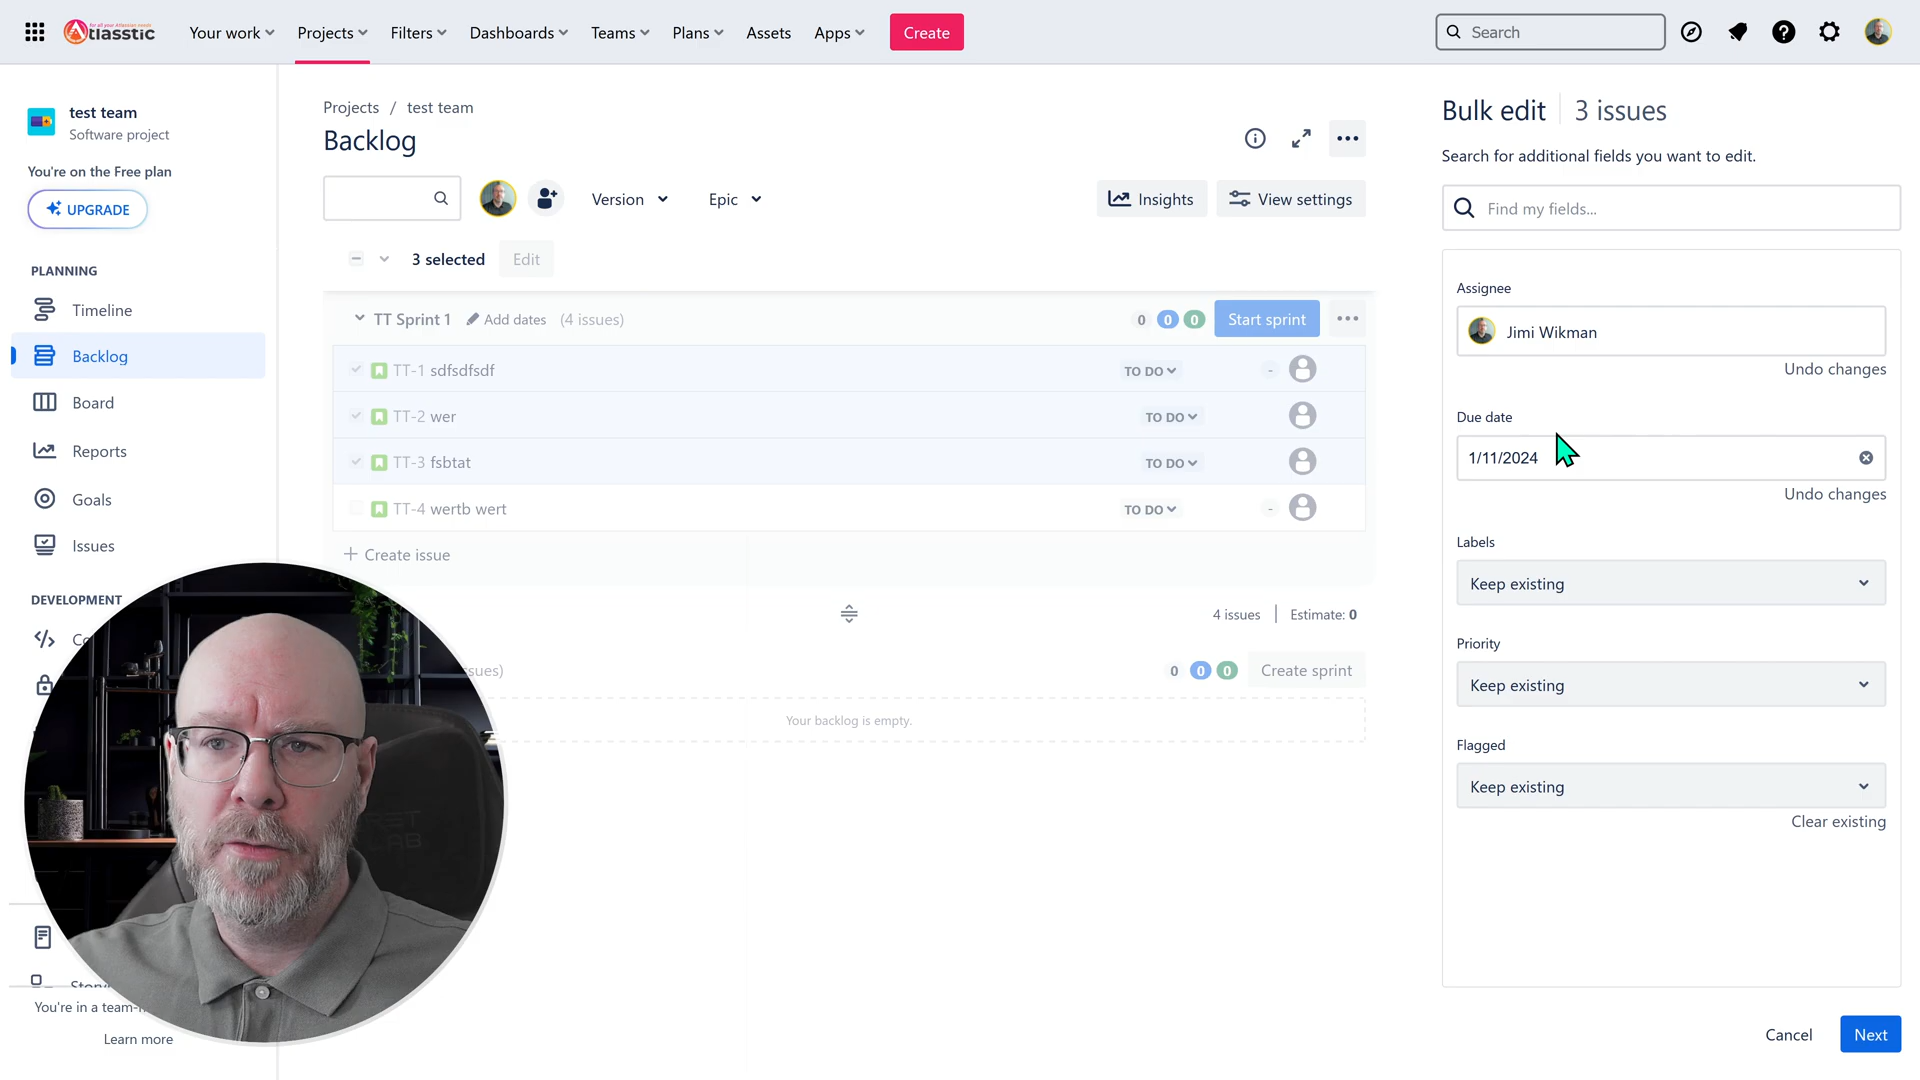 for all your Atlassian needs
Atlasstic
Your work
Projects
Filters
Dashboards
Teams
Plans
Assets
Apps
Create
Search
test team
Software project
You're on the Free plan
UPGRADE
PLANNING
Timeline
Backlog
Board
Reports
Goals
Issues
DEVELOPMENT
You're in a team-
Learn more
Projects / test team
Backlog
Version
Epic
Insights
View settings
3 selected
Edit
TT Sprint 1
Add dates
(4 issues)
0 0 0
Start sprint
TT-1 sdfsdfsdf
TO DO
-
TT-2 wer
TO DO
TT-3 fsbtat
TO DO
TT-4 wertb wert
TO DO
-
Create issue
4 issues
Estimate: 0
sues)
0 0 0
Create sprint
Your backlog is empty.
Bulk edit
3 issues
Search for additional fields you want to edit.
Find my fields...
Assignee
Jimi Wikman
Undo changes
Due date
1/11/2024
Undo changes
Labels
Keep existing
Priority
Keep existing
Flagged
Keep existing
Clear existing
Cancel
Next